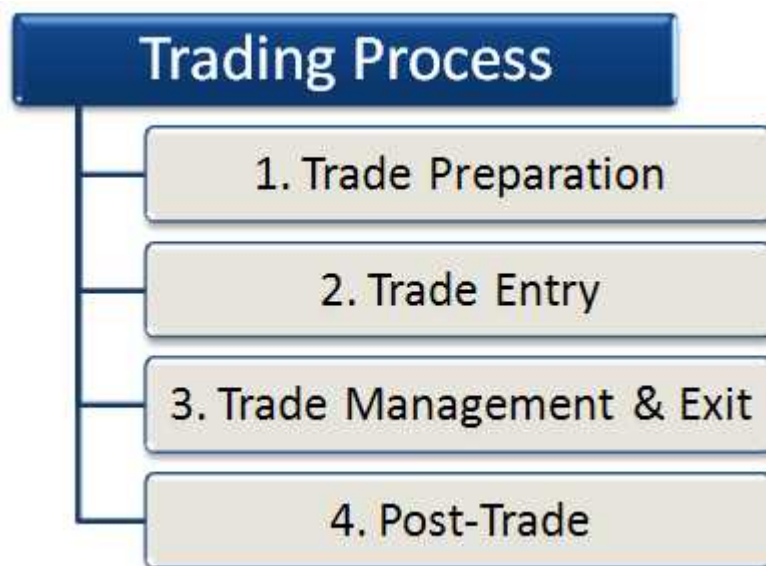 Trading Process
1. Trade Preparation
2. Trade Entry
3. Trade Management & Exit
4. Post-Trade